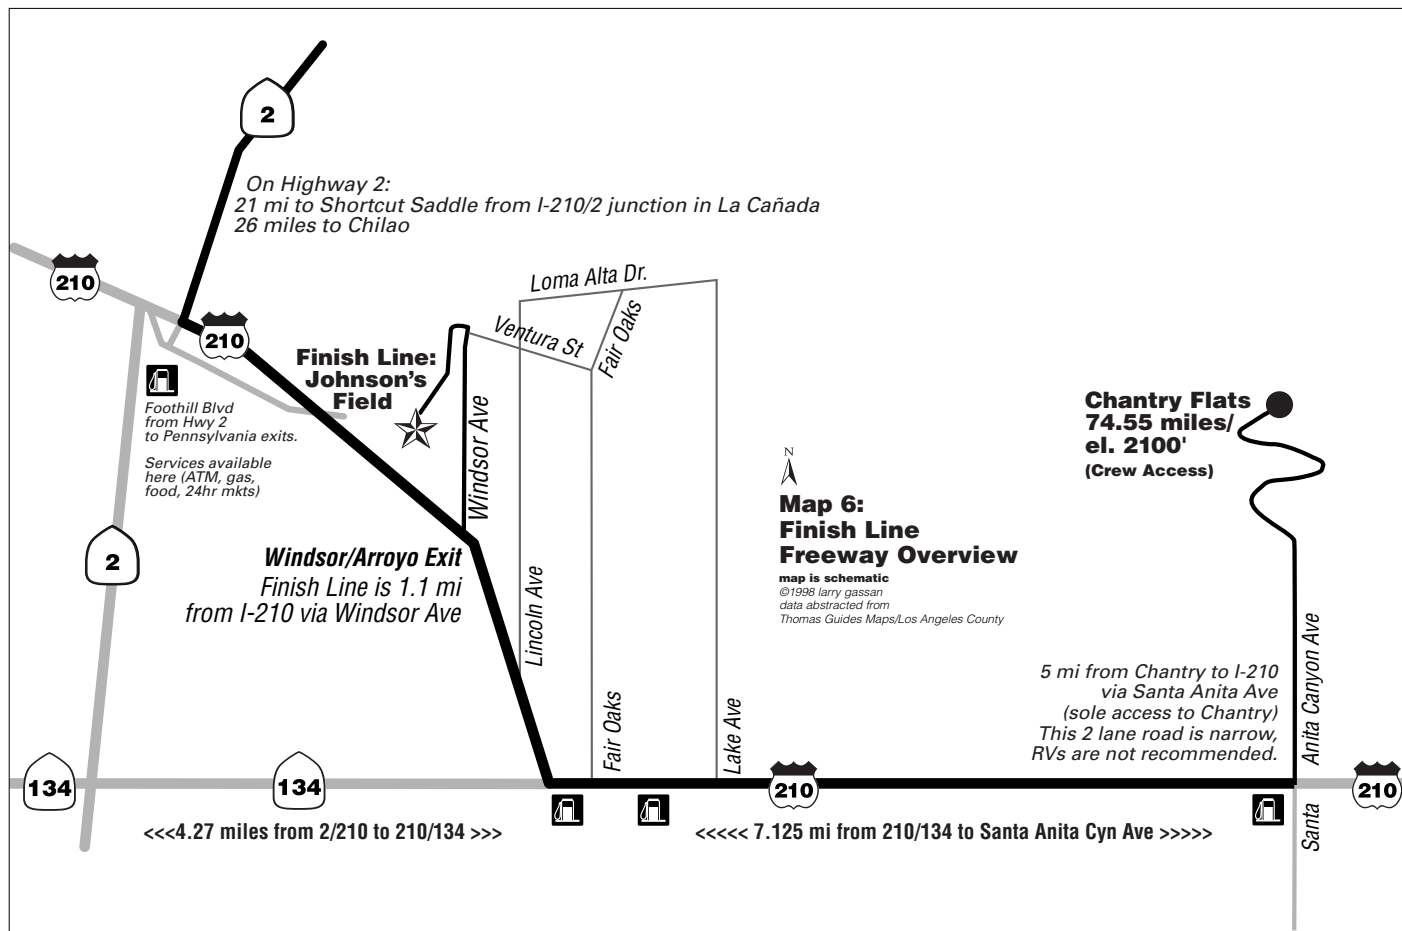 2
On Highway 2:
21 mi to Shortcut Saddle from I-210/2 junction in La Cañada
26 miles to Chilao
210
210
Loma Alta Dr.
Ventura St
Fair Oaks
Finish Line:
Johnson's
Field
Windsor Ave
Foothill Blvd
from Hwy 2
to Pennsylvania exits.
Services available
here (ATM, gas,
food, 24hr mkts)
Chantry Flats
74.55 miles/
el. 2100'
(Crew Access)
N
Map 6:
Finish Line
Freeway Overview
map is schematic
©1998 larry gassan
data abstracted from
Thomas Guides Maps/Los Angeles County
2
Windsor/Arroyo Exit
Finish Line is 1.1 mi
from I-210 via Windsor Ave
Lincoln Ave
Fair Oaks
Lake Ave
5 mi from Chantry to I-210
via Santa Anita Ave
(sole access to Chantry)
This 2 lane road is narrow,
RVs are not recommended.
Santa Anita Canyon Ave
134
134
210
210
<<<4.27 miles from 2/210 to 210/134 >>>
<<<<< 7.125 mi from 210/134 to Santa Anita Cyn Ave >>>>>